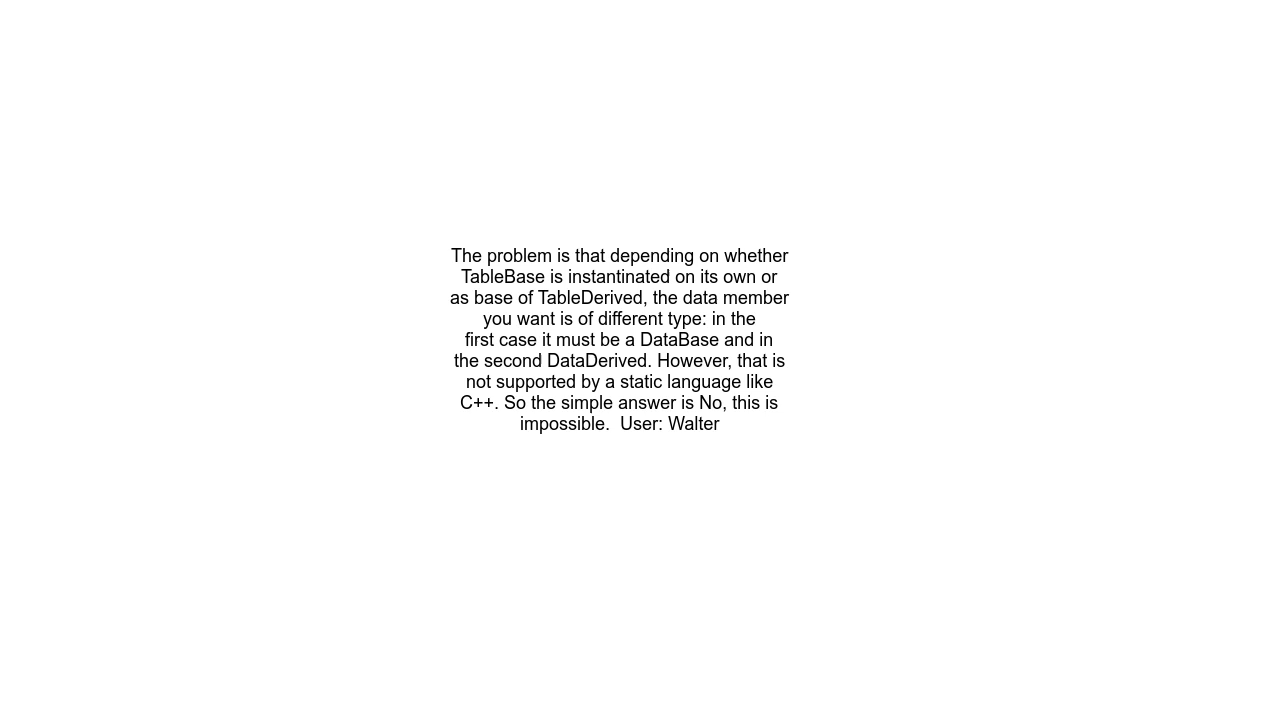 The problem is that depending on whether
TableBase is instantinated on its own or
as base of TableDerived, the data member
you want is of different type: in the
first case it must be a DataBase and in
the second DataDerived. However, that is
not supported by a static language like
C++. So the simple answer is No, this is
impossible.  User: Walter